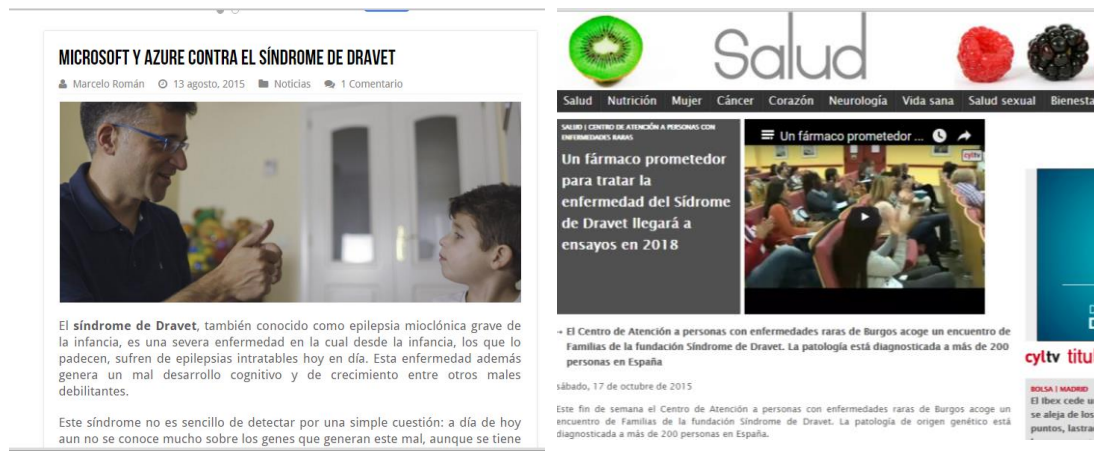 MICROSOFT Y AZURE CONTRA EL SÍNDROME DE DRAVET
Marcelo Román 13 agosto, 2015 Noticias 1 Comentario
El síndrome de Dravet, también conocido como epilepsia mioclónica grave de
la infancia, es una severa enfermedad en la cual desde la infancia, los que lo
padecen, sufren de epilepsias intratables hoy en día. Esta enfermedad además
genera un mal desarrollo cognitivo y de crecimiento entre otros males
debilitantes.
Este síndrome no es sencillo de detectar por una simple cuestión: a día de hoy
aun no se conoce mucho sobre los genes que generan este mal, aunque se tiene
Salud
Salud Nutrición Mujer Cáncer Corazón Neurología Vida sana Salud sexual Bienesta
SALUD | CENTRO DE ATENCIÓN A PERSONAS CON
ENFERMEDADES RARAS
Un fármaco prometedor
para tratar la
enfermedad del Sídrome
de Dravet llegará a
ensayos en 2018
Un fármaco prometedor ...
cyltv
El Centro de Atención a personas con enfermedades raras de Burgos acoge un encuentro de
Familias de la fundación Síndrome de Dravet. La patología está diagnosticada a más de 200
personas en España
sábado, 17 de octubre de 2015
Este fin de semana el Centro de Atención a personas con enfermedades raras de Burgos acoge un
encuentro de Familias de la fundación Síndrome de Dravet. La patología de origen genético está
diagnosticada a más de 200 personas en España.
cyltv titul
BOLSA | MADRID
El Ibex cede u
se aleja de los
puntos, lastra